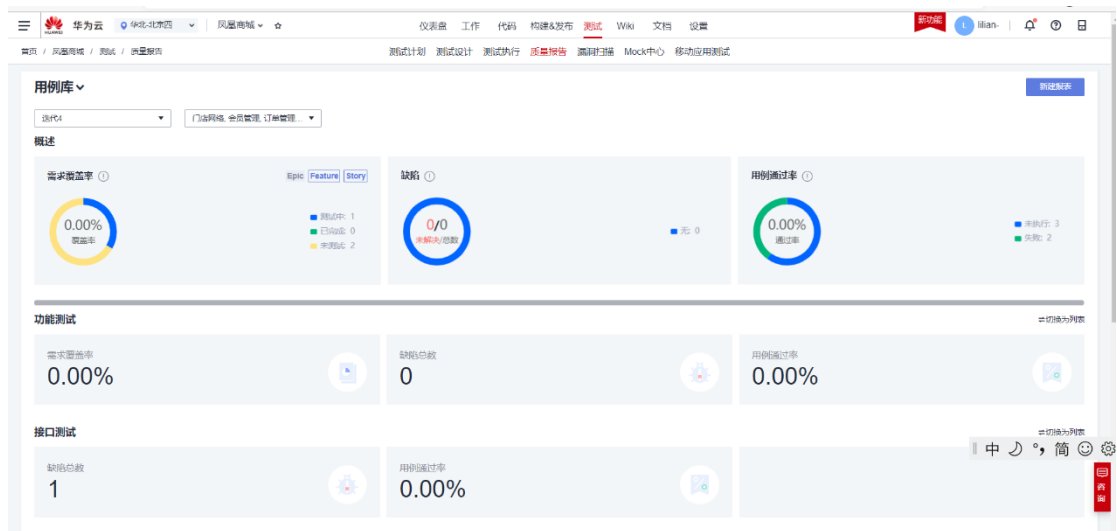 HUAWEI 华为云 华北-北京四 凤凰商城 仪表盘 工作 代码 构建&发布 测试 Wiki 文档 设置 新功能 L lilian-
首页 / 凤凰商城 / 测试 / 质量报告 测试计划 测试设计 测试执行 质量报告 漏洞扫描 Mock中心 移动应用测试
用例库 新建报表
迭代4 门店网络, 会员管理, 订单管理...
概述
需求覆盖率 Epic Feature Story 缺陷 用例通过率
0.00% 覆盖率 测试中: 1 已完成: 0 未测试: 2
0/0 未解决/总数 无: 0
0.00% 通过率 未执行: 3 失败: 2
功能测试 切换为列表
需求覆盖率 缺陷总数 用例通过率
0.00% 0 0.00%
接口测试 切换为列表
中 简
缺陷总数 用例通过率
1 0.00%
咨询